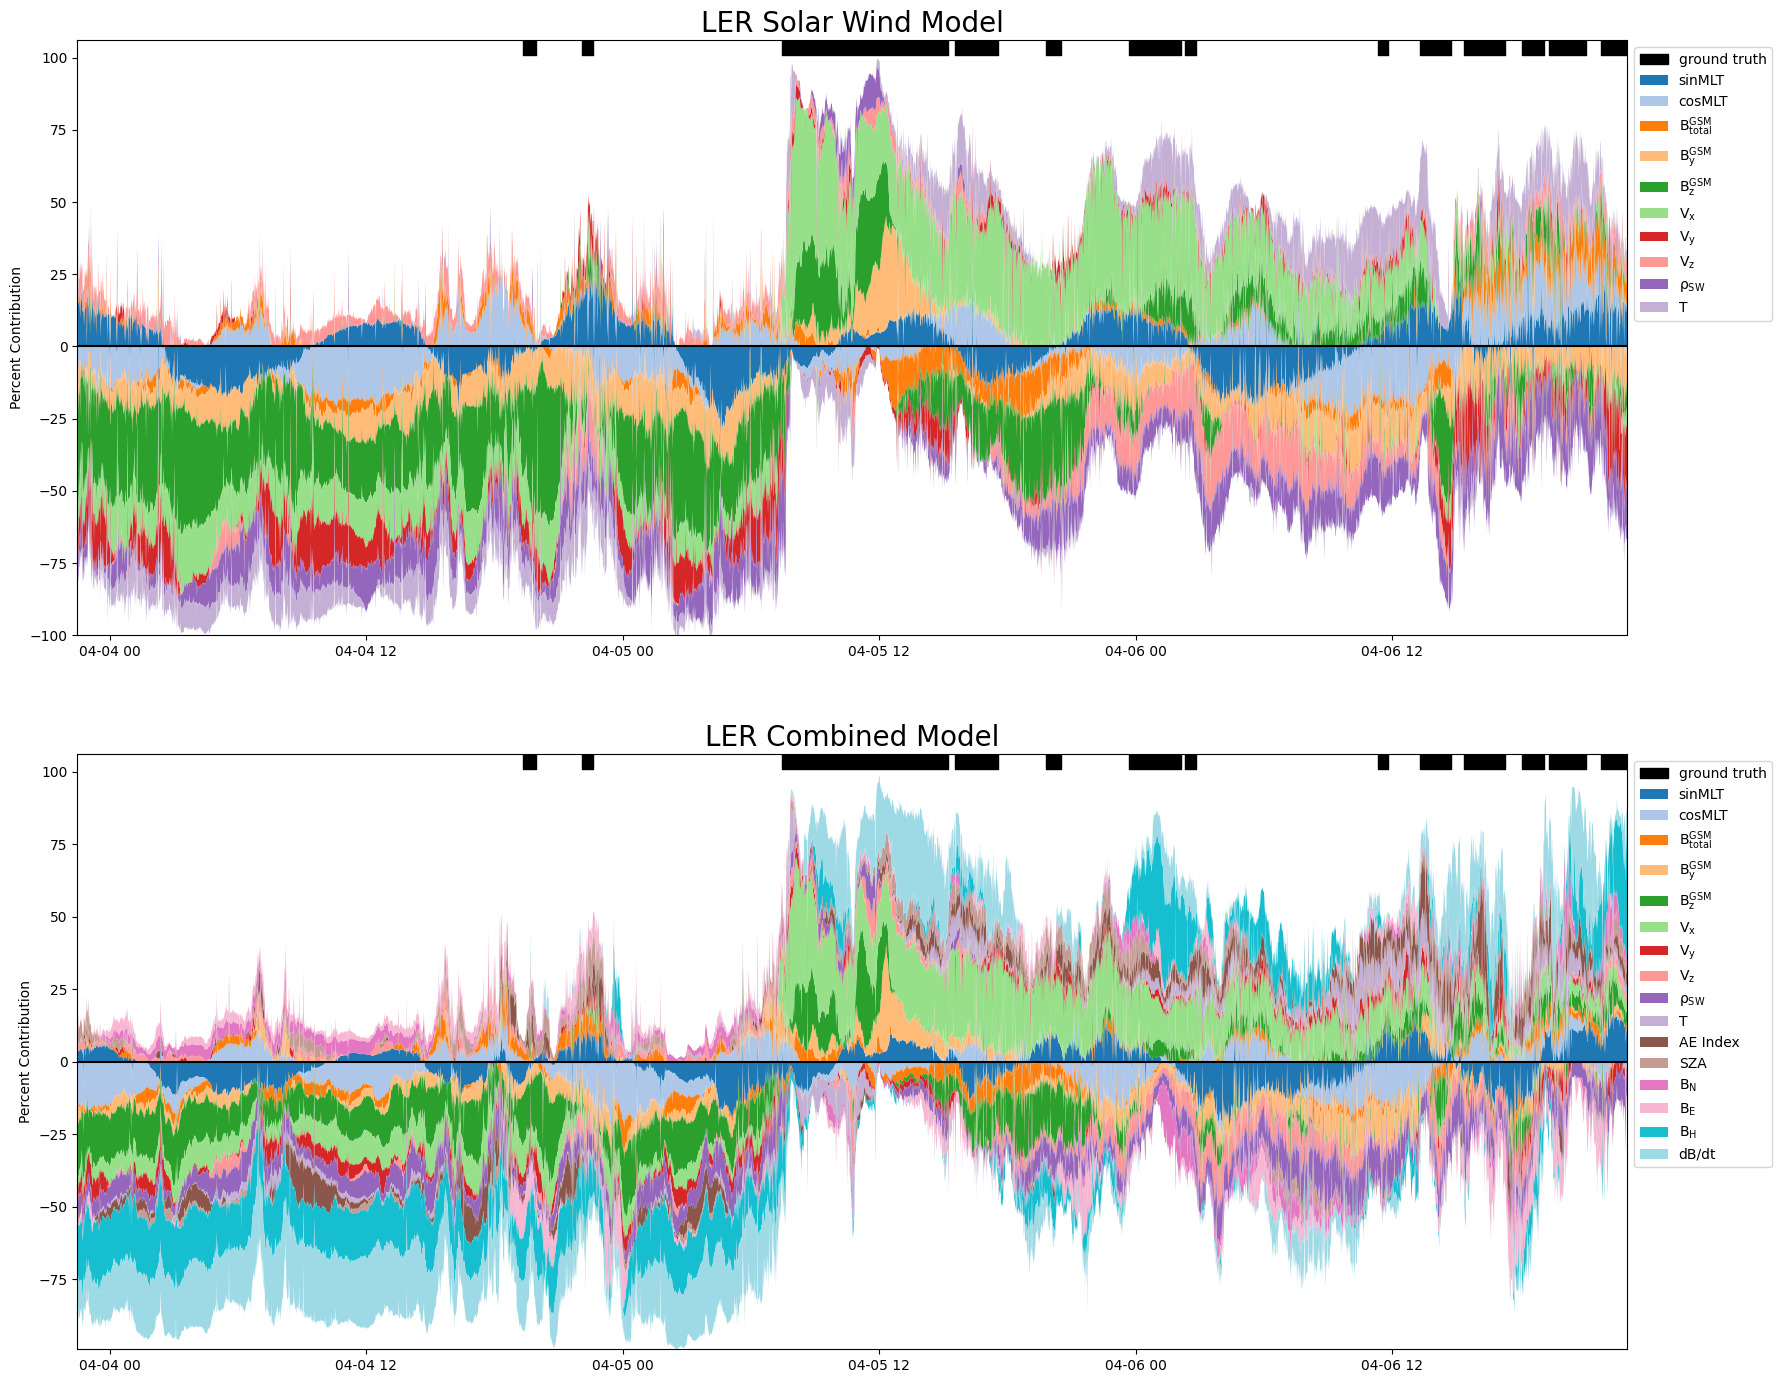 LER Solar Wind Model
Percent Contribution
100
75
50
25
0
−25
−50
−75
−100
04-04 00
04-04 12
04-05 00
04-05 12
04-06 00
04-06 12
ground truth
sinMLT
cosMLT
B_total^GSM
B_y^GSM
B_z^GSM
V_x
V_y
V_z
ρ_SW
T
LER Combined Model
Percent Contribution
100
75
50
25
0
−25
−50
−75
04-04 00
04-04 12
04-05 00
04-05 12
04-06 00
04-06 12
ground truth
sinMLT
cosMLT
B_total^GSM
B_y^GSM
B_z^GSM
V_x
V_y
V_z
ρ_SW
T
AE Index
SZA
B_N
B_E
B_H
dB/dt